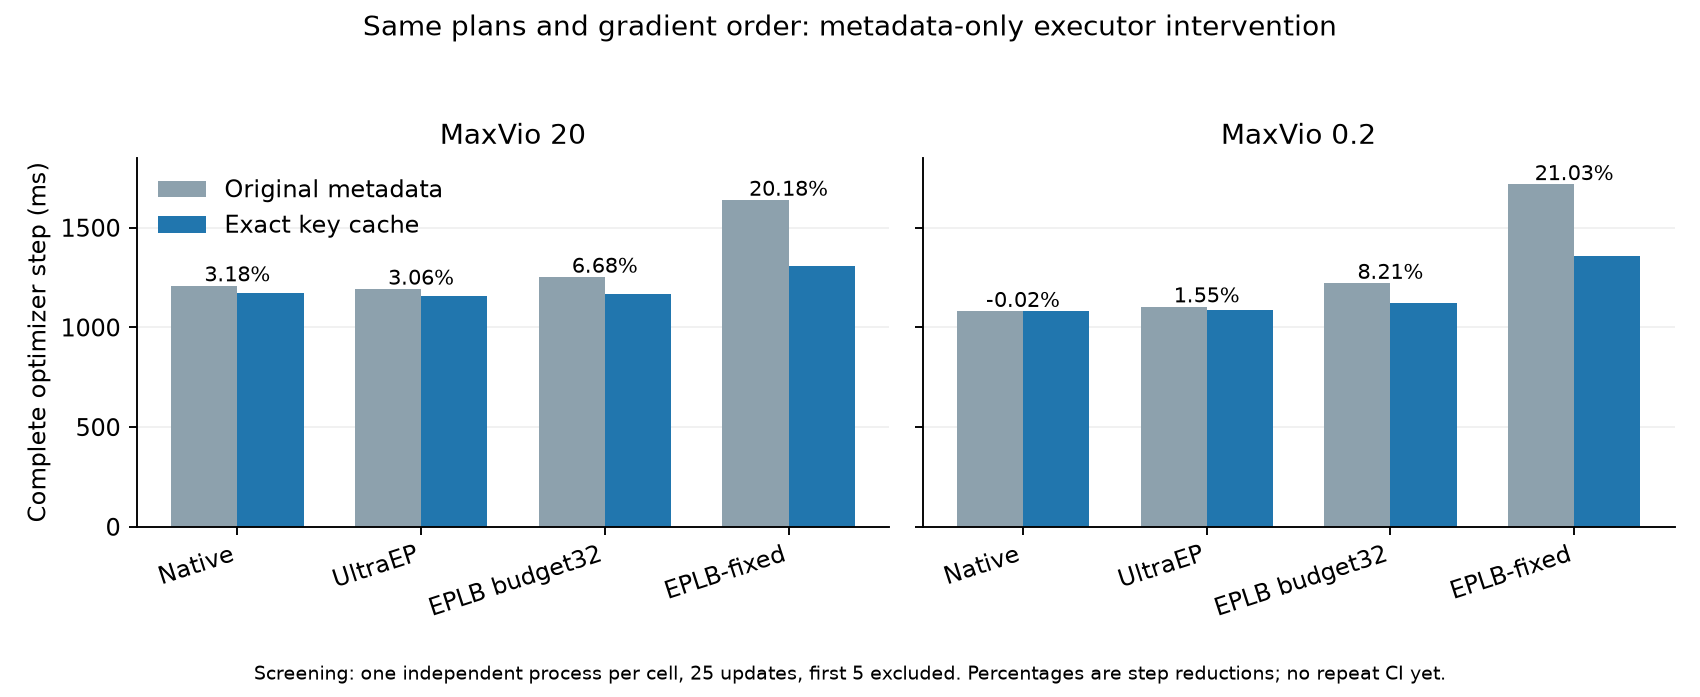 Same plans and gradient order: metadata-only executor intervention
MaxVio 20
Complete optimizer step (ms)
1500
1000
500
0
Original metadata
Exact key cache
3.18%
3.06%
6.68%
20.18%
Native
UltraEP
EPLB budget32
EPLB-fixed
MaxVio 0.2
-0.02%
1.55%
8.21%
21.03%
Native
UltraEP
EPLB budget32
EPLB-fixed
Screening: one independent process per cell, 25 updates, first 5 excluded. Percentages are step reductions; no repeat CI yet.